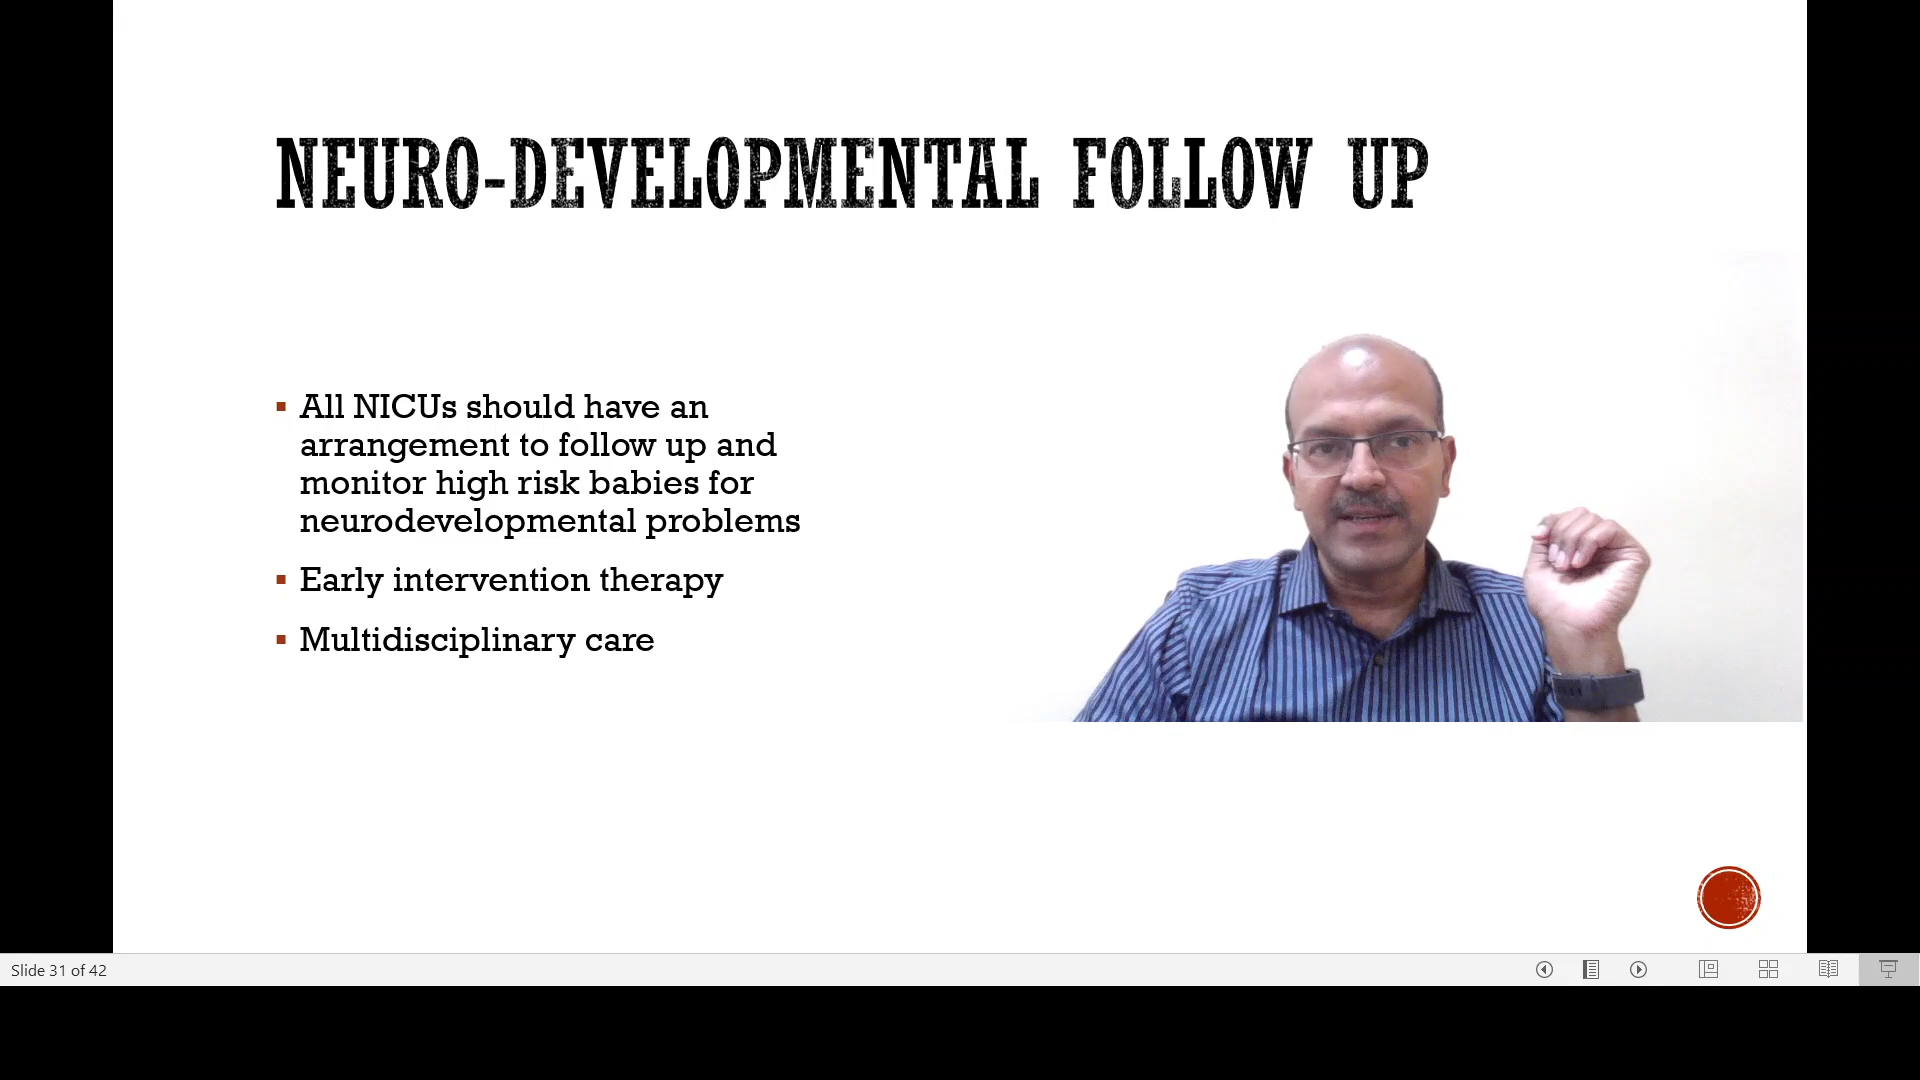 NEURO-DEVELOPMENTAL FOLLOW UP
All NICUs should have an
arrangement to follow up and
monitor high risk babies for
neurodevelopmental problems
Early intervention therapy
Multidisciplinary care
Slide 31 of 42